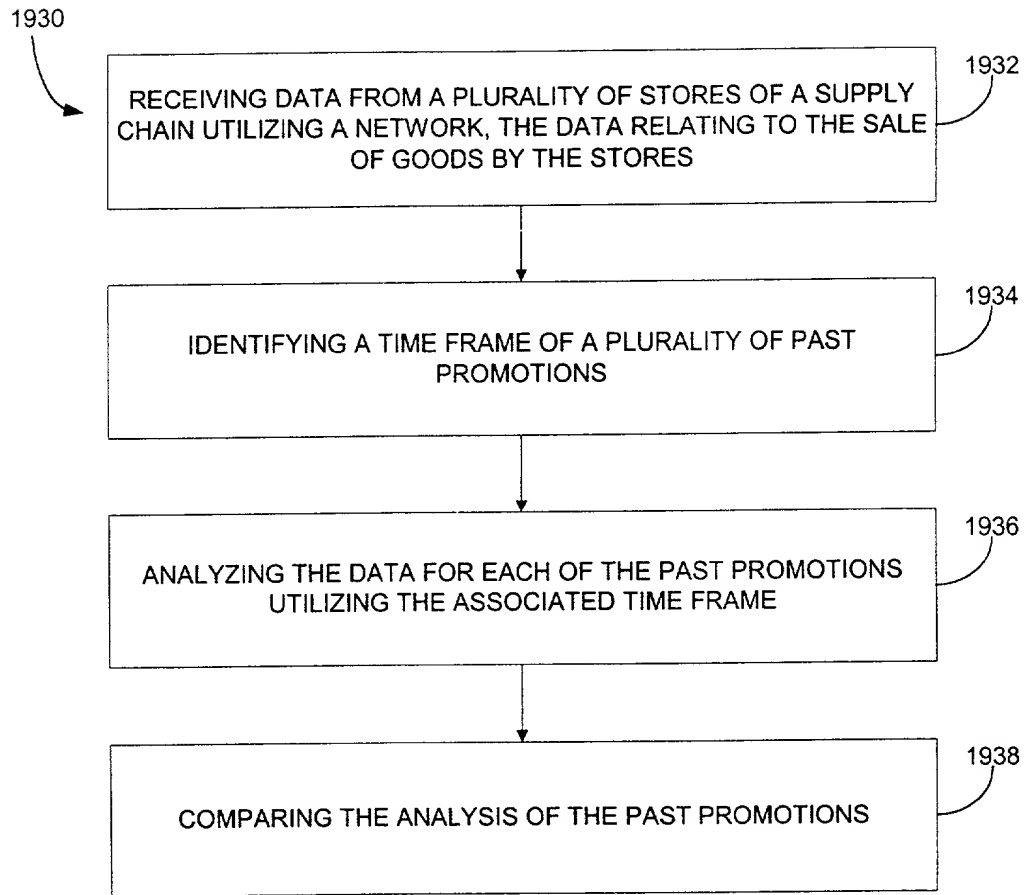 1930
1932
RECEIVING DATA FROM A PLURALITY OF STORES OF A SUPPLY
CHAIN UTILIZING A NETWORK, THE DATA RELATING TO THE SALE
OF GOODS BY THE STORES
1934
IDENTIFYING A TIME FRAME OF A PLURALITY OF PAST
PROMOTIONS
1936
ANALYZING THE DATA FOR EACH OF THE PAST PROMOTIONS
UTILIZING THE ASSOCIATED TIME FRAME
1938
COMPARING THE ANALYSIS OF THE PAST PROMOTIONS